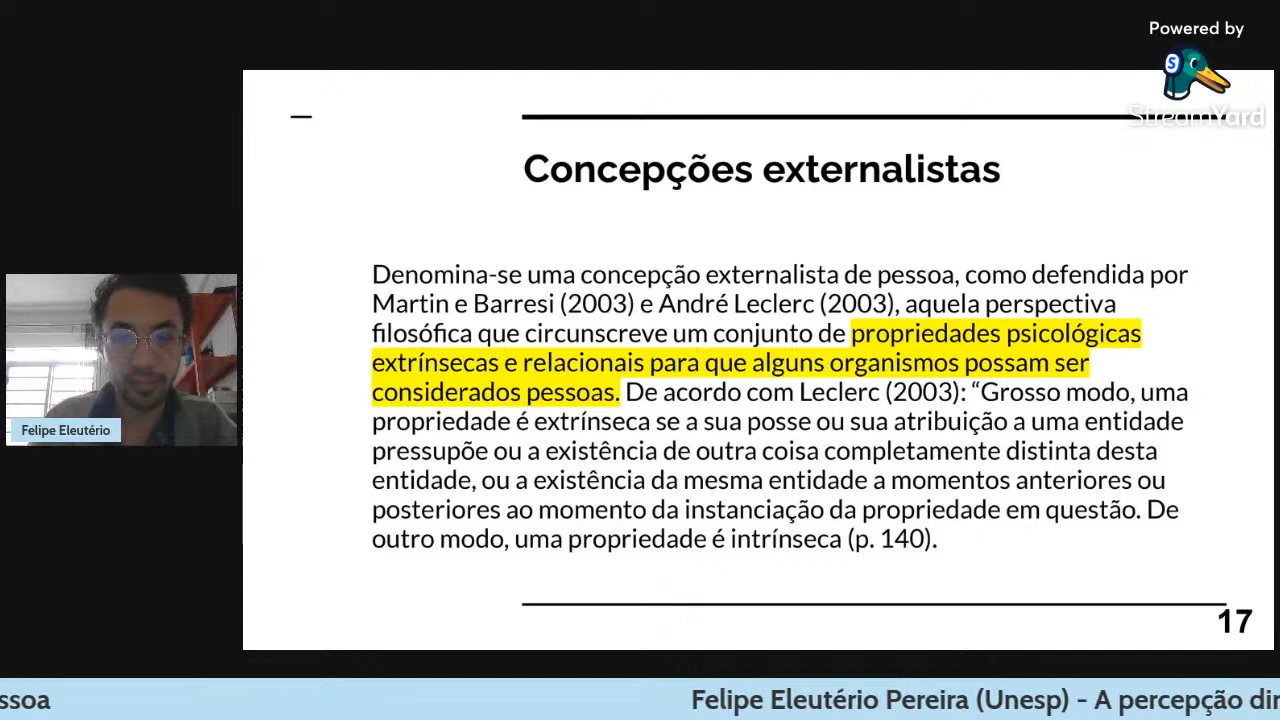 Powered by
StreamYard
Concepções externalistas
Denomina-se uma concepção externalista de pessoa, como defendida por
Martin e Barresi (2003) e André Leclerc (2003), aquela perspectiva
filosófica que circunscreve um conjunto de propriedades psicológicas
extrínsecas e relacionais para que alguns organismos possam ser
considerados pessoas. De acordo com Leclerc (2003): “Grosso modo, uma
propriedade é extrínseca se a sua posse ou sua atribuição a uma entidade
pressupõe ou a existência de outra coisa completamente distinta desta
entidade, ou a existência da mesma entidade a momentos anteriores ou
posteriores ao momento da instanciação da propriedade em questão. De
outro modo, uma propriedade é intrínseca (p. 140).
Felipe Eleutério
17
ssoa
Felipe Eleutério Pereira (Unesp) - A percepção dir